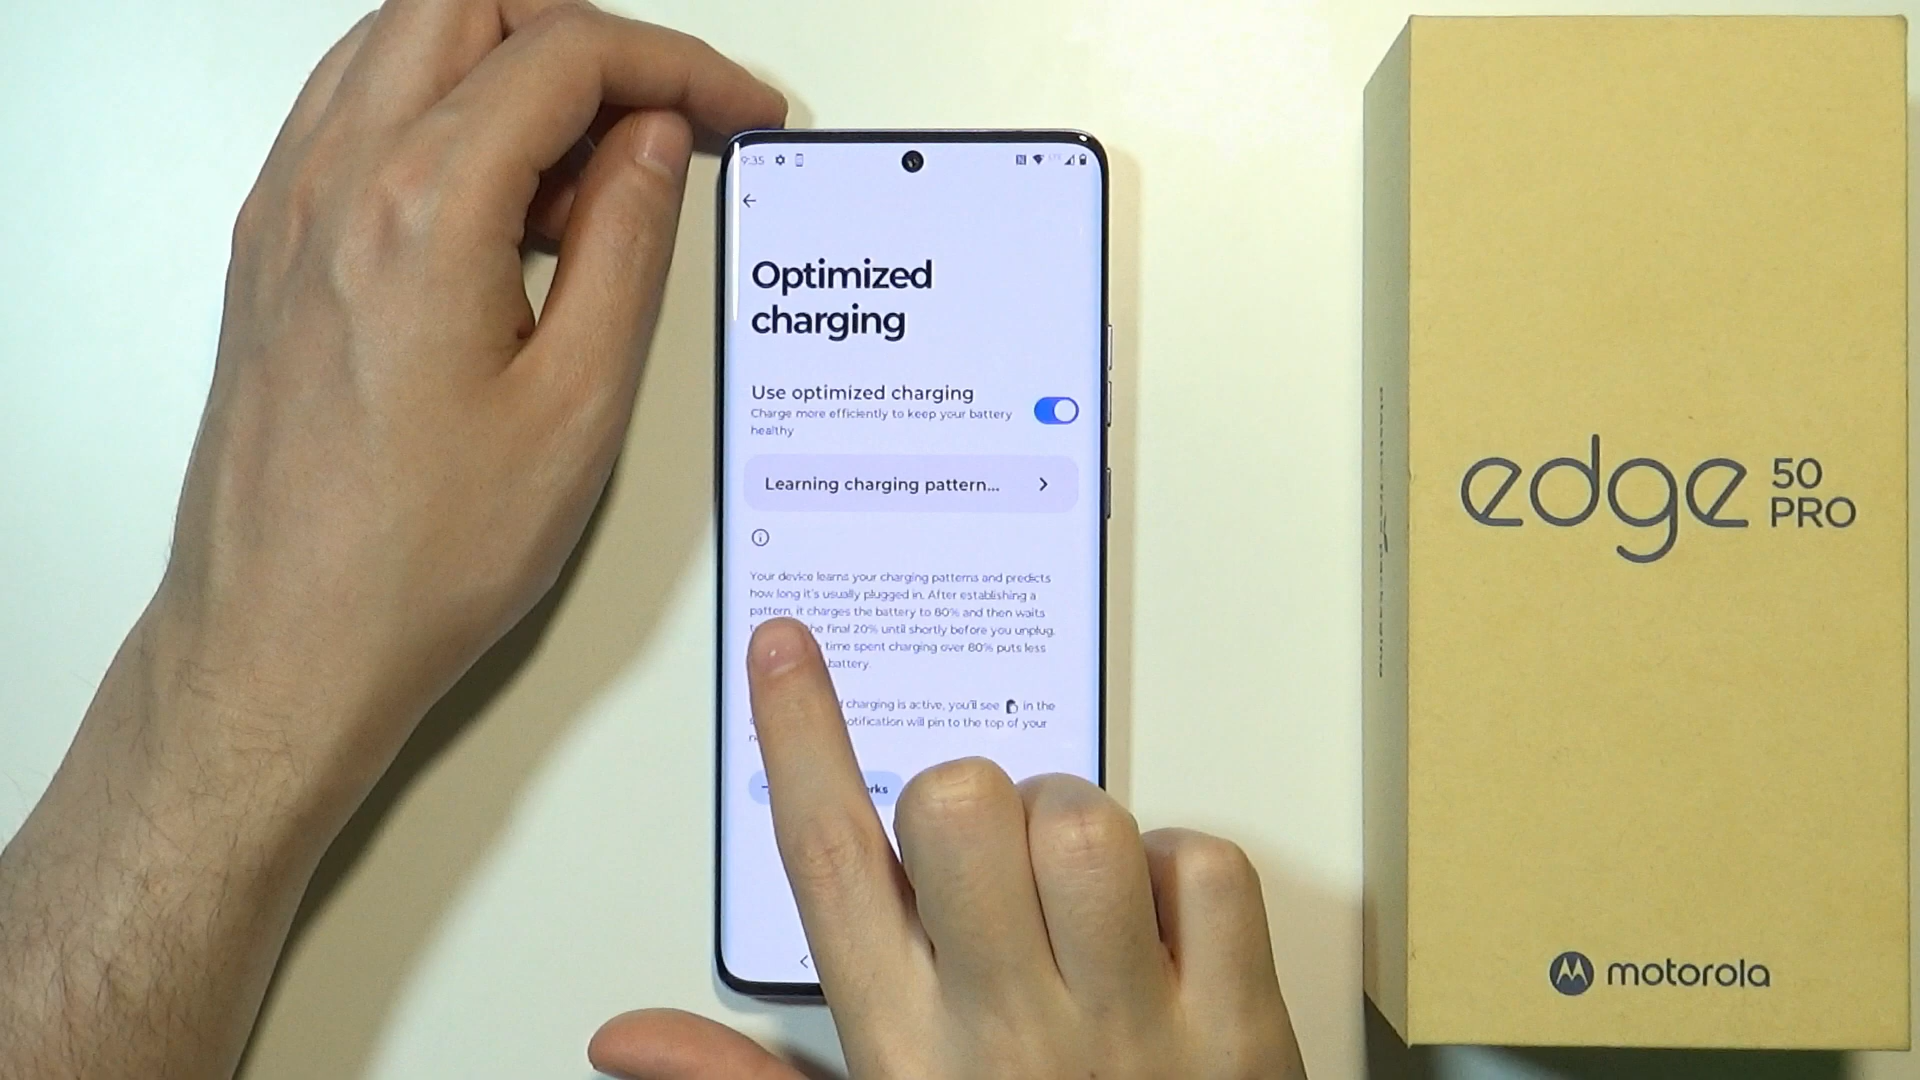 9:35
LTE
Optimized
charging
Use optimized charging
Charge more efficiently to keep your battery
healthy
Learning charging pattern...
Your device learns your charging patterns and predicts
how long it's usually plugged in. After establishing a
pattern, it charges the battery to 80% and then waits
the final 20% until shortly before you unplug.
time spent charging over 80% puts less
battery.
charging is active, you'll see in the
notification will pin to the top of your
edge 50
PRO
motorola